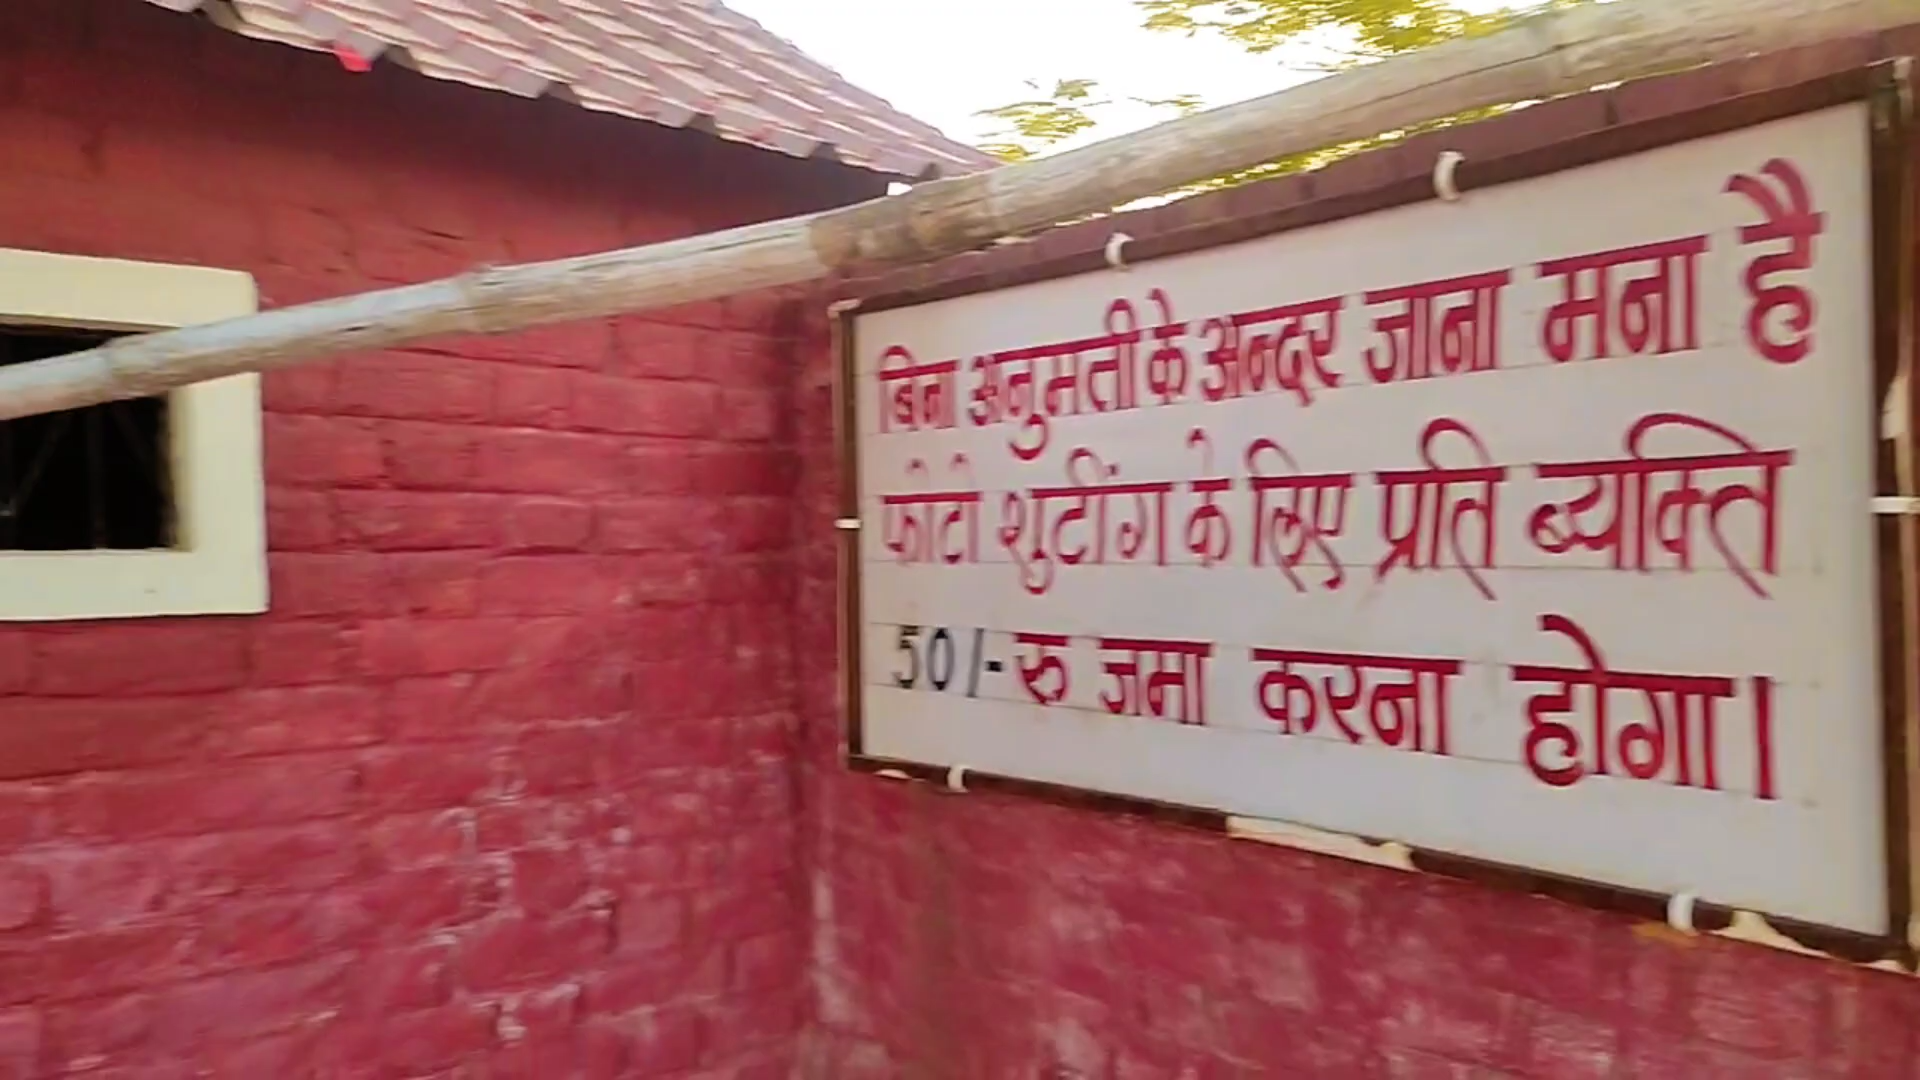 बिना अनुमती के अन्दर जाना मना है
फोटो शुटींग के लिए प्रति ब्यक्ति
50/- रु जमा करना होगा।